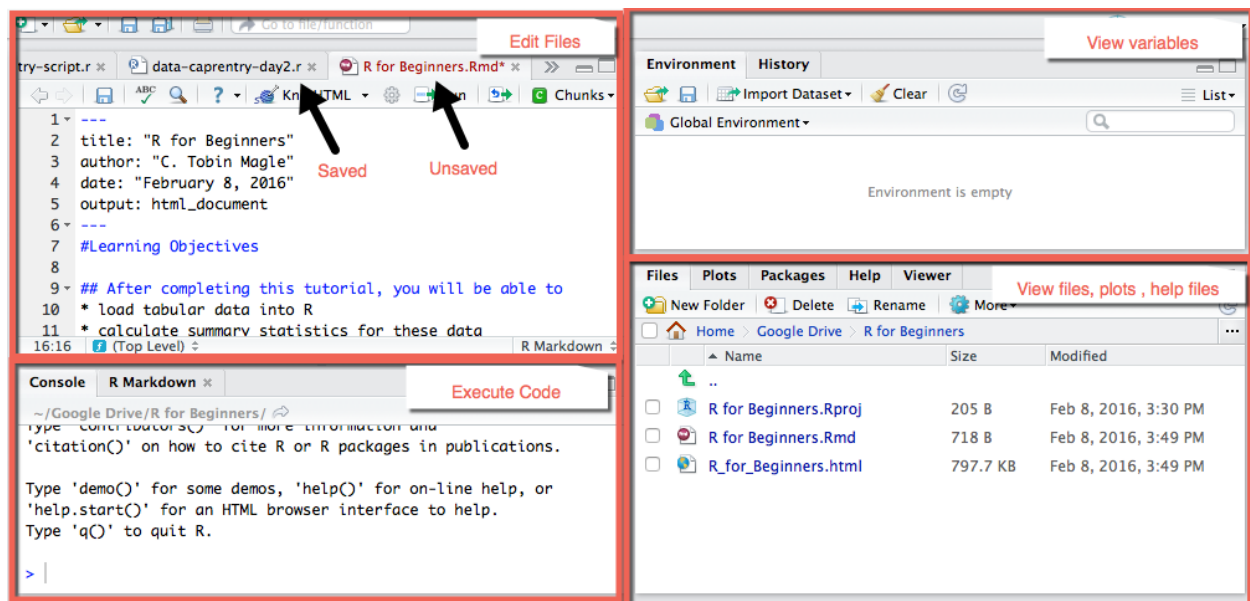 Go to file/function
Edit Files
try-script.r × data-caprentry-day2.r × R for Beginners.Rmd* ×
ABC ? Chunks
1 ---
2 title: "R for Beginners"
3 author: "C. Tobin Magle"
4 date: "February 8, 2016"
5 output: html_document
6 ---
7 #Learning Objectives
8
9 ## After completing this tutorial, you will be able to
10 * load tabular data into R
11 * calculate summary statistics for these data
Saved
Unsaved
16:16 (Top Level) R Markdown
Console R Markdown ×
Execute Code
~/Google Drive/R for Beginners/
Type 'contributors()' for more information and
'citation()' on how to cite R or R packages in publications.
Type 'demo()' for some demos, 'help()' for on-line help, or
'help.start()' for an HTML browser interface to help.
Type 'q()' to quit R.
>
View variables
Environment History
Import Dataset Clear List
Global Environment
Environment is empty
Files Plots Packages Help Viewer
View files, plots , help files
New Folder Delete Rename More
Home > Google Drive > R for Beginners ...
Name Size Modified
..
R for Beginners.Rproj 205 B Feb 8, 2016, 3:30 PM
R for Beginners.Rmd 718 B Feb 8, 2016, 3:49 PM
R_for_Beginners.html 797.7 KB Feb 8, 2016, 3:49 PM